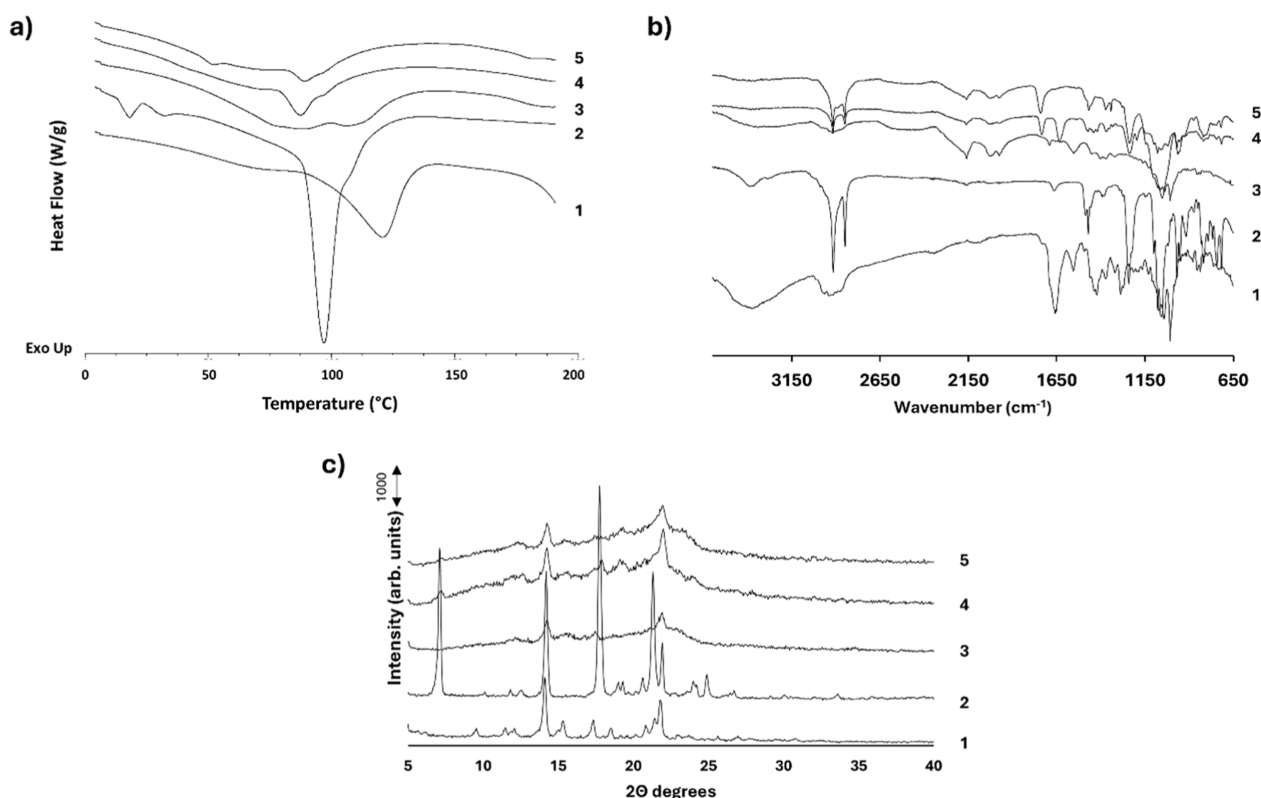 a)
Heat Flow (W/g)
5
4
3
2
1
Exo Up
0 50 100 150 200
Temperature (°C)
b)
5
4
3
2
1
3150 2650 2150 1650 1150 650
Wavenumber (cm-1)
c)
1000
Intensity (arb. units)
5
4
3
2
1
5 10 15 20 25 30 35 40
2Θ degrees